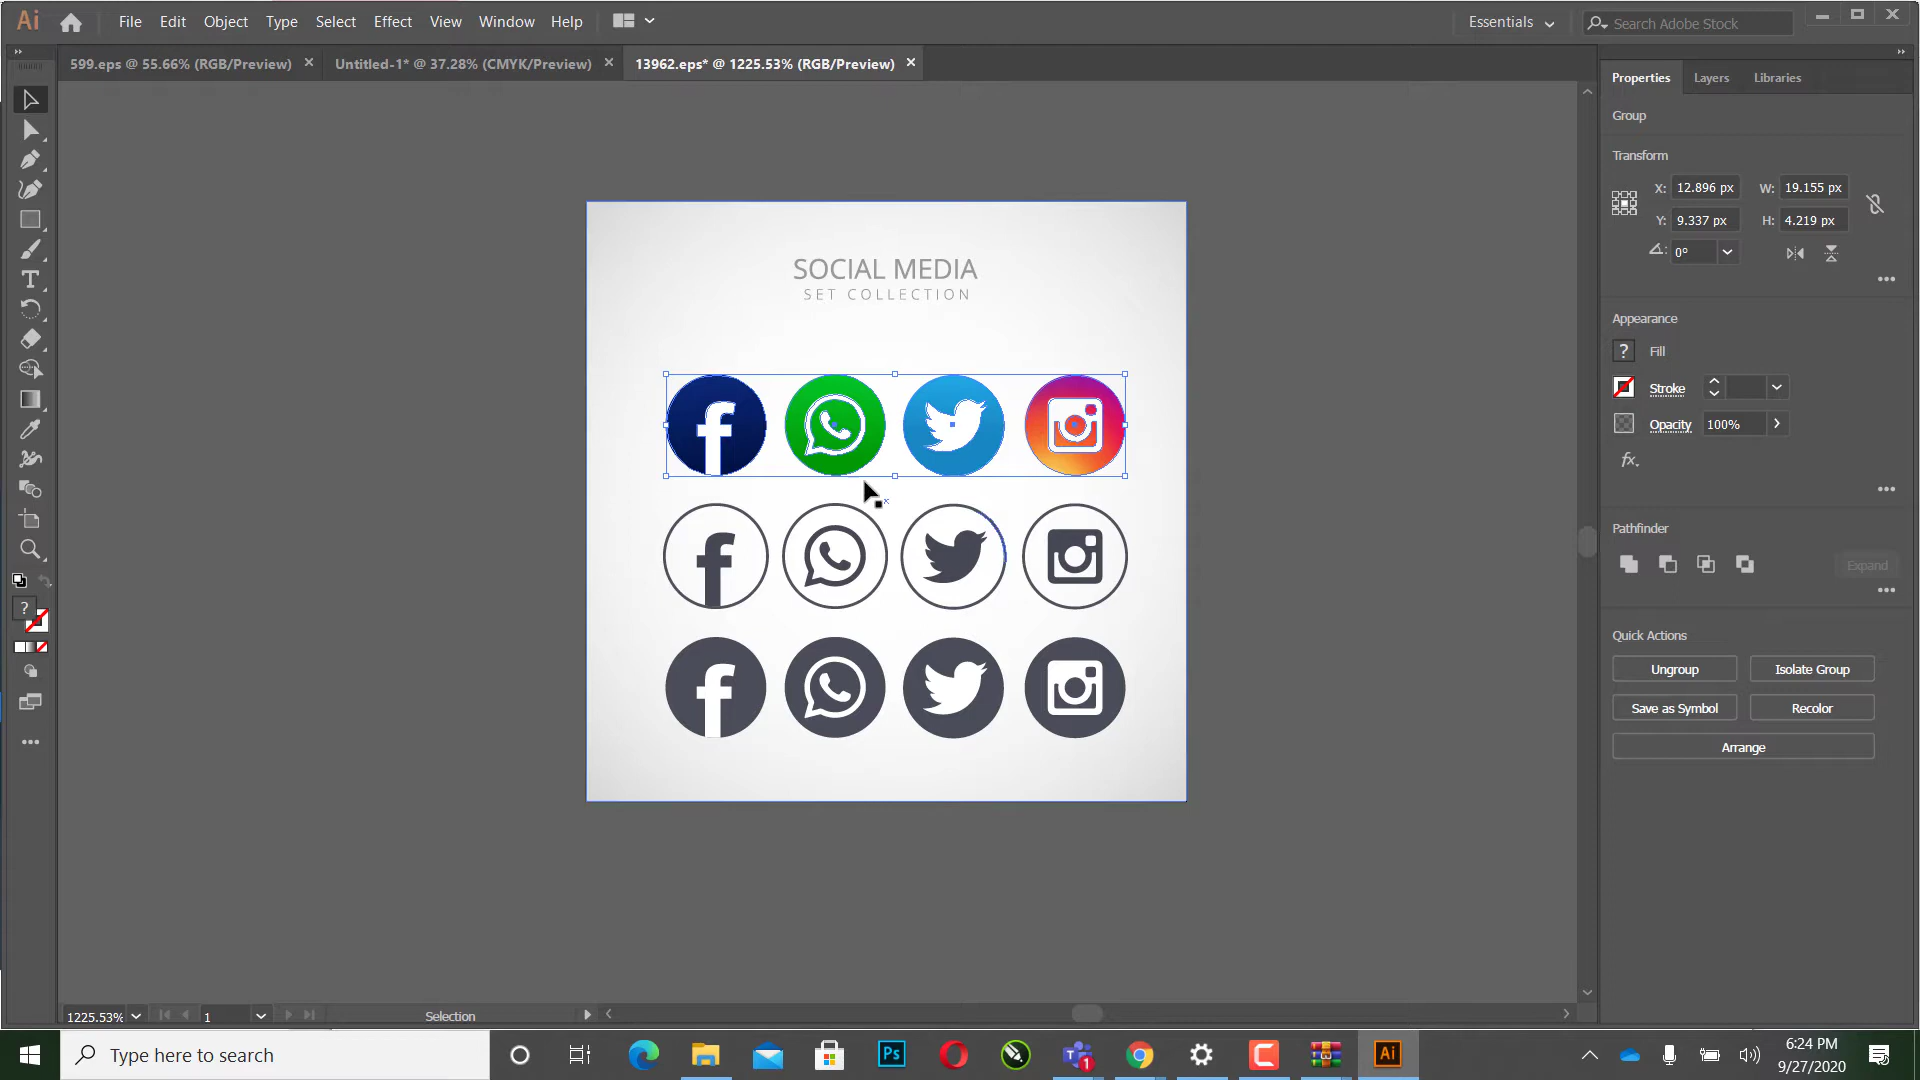 Ai File Edit Object Type Select Effect View Window Help Essentials Search Adobe Stock
599.eps @ 55.66% (RGB/Preview) Untitled-1* @ 37.28% (CMYK/Preview) 13962.eps* @ 1225.53% (RGB/Preview)
Properties Layers Libraries
Group
Transform
X: 12.896 px W: 19.155 px
Y: 9.337 px H: 4.219 px
0°
Appearance
? Fill
Stroke
Opacity 100%
fx.
Pathfinder
Expand
Quick Actions
Ungroup Isolate Group
Save as Symbol Recolor
Arrange
SOCIAL MEDIA
SET COLLECTION
?
1225.53% 1 Selection
Type here to search
Ps
1
Ai
6:24 PM
9/27/2020